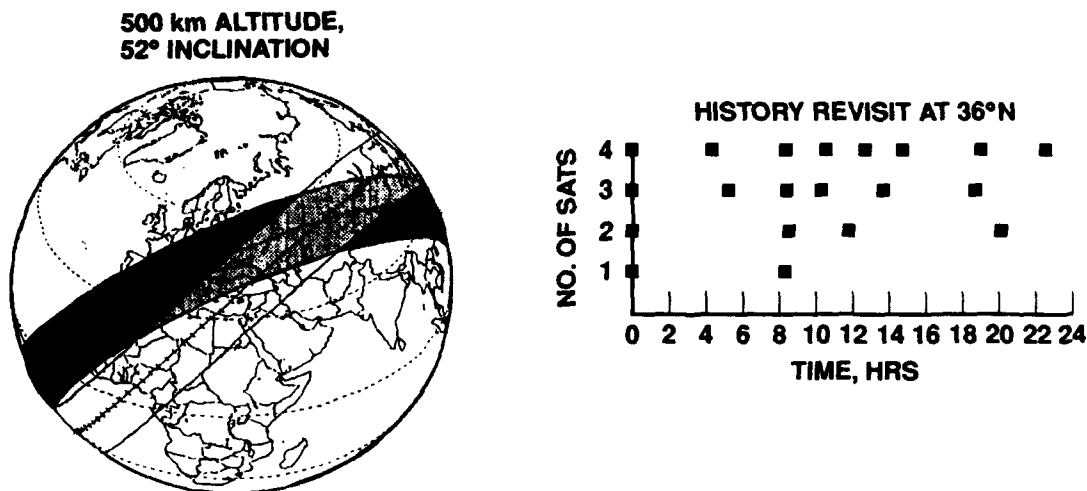 500 km ALTITUDE,
52° INCLINATION
HISTORY REVISIT AT 36°N
NO. OF SATS
4
3
2
1
0 2 4 6 8 10 12 14 16 18 20 22 24
TIME, HRS